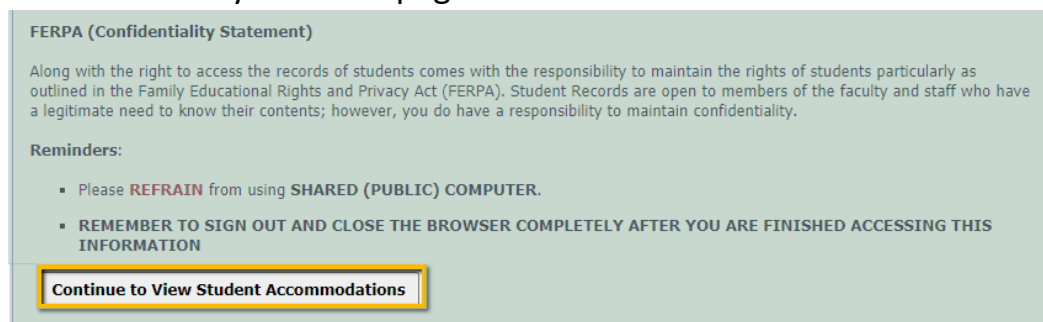 FERPA (Confidentiality Statement)
Along with the right to access the records of students comes with the responsibility to maintain the rights of students particularly as
outlined in the Family Educational Rights and Privacy Act (FERPA). Student Records are open to members of the faculty and staff who have
a legitimate need to know their contents; however, you do have a responsibility to maintain confidentiality.
Reminders:
▪ Please REFRAIN from using SHARED (PUBLIC) COMPUTER.
▪ REMEMBER TO SIGN OUT AND CLOSE THE BROWSER COMPLETELY AFTER YOU ARE FINISHED ACCESSING THIS
INFORMATION
Continue to View Student Accommodations